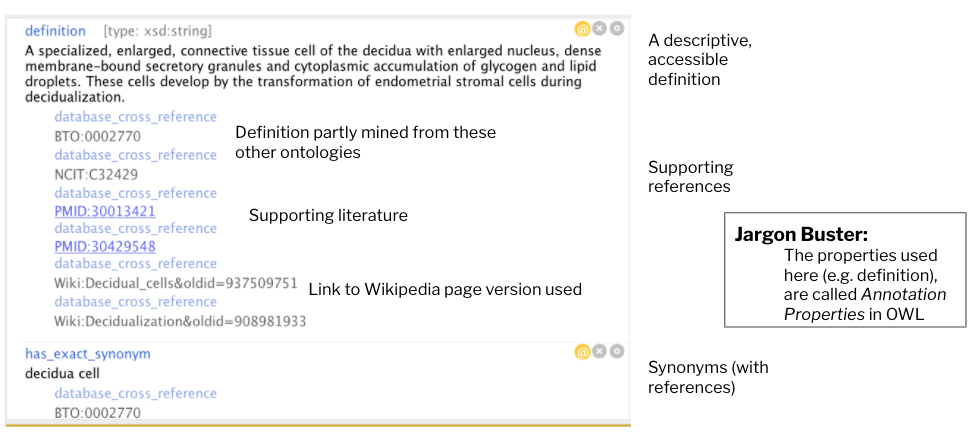 definition [type: xsd:string]
A specialized, enlarged, connective tissue cell of the decidua with enlarged nucleus, dense
membrane-bound secretory granules and cytoplasmic accumulation of glycogen and lipid
droplets. These cells develop by the transformation of endometrial stromal cells during
decidualization.
database_cross_reference
BTO:0002770
database_cross_reference
NCIT:C32429
database_cross_reference
PMID:30013421
database_cross_reference
PMID:30429548
database_cross_reference
Wiki:Decidual_cells&oldid=937509751
database_cross_reference
Wiki:Decidualization&oldid=908981933
Definition partly mined from these
other ontologies
Supporting literature
Link to Wikipedia page version used
has_exact_synonym
decidua cell
database_cross_reference
BTO:0002770
A descriptive,
accessible
definition
Supporting
references
Jargon Buster:
The properties used
here (e.g. definition),
are called Annotation
Properties in OWL
Synonyms (with
references)